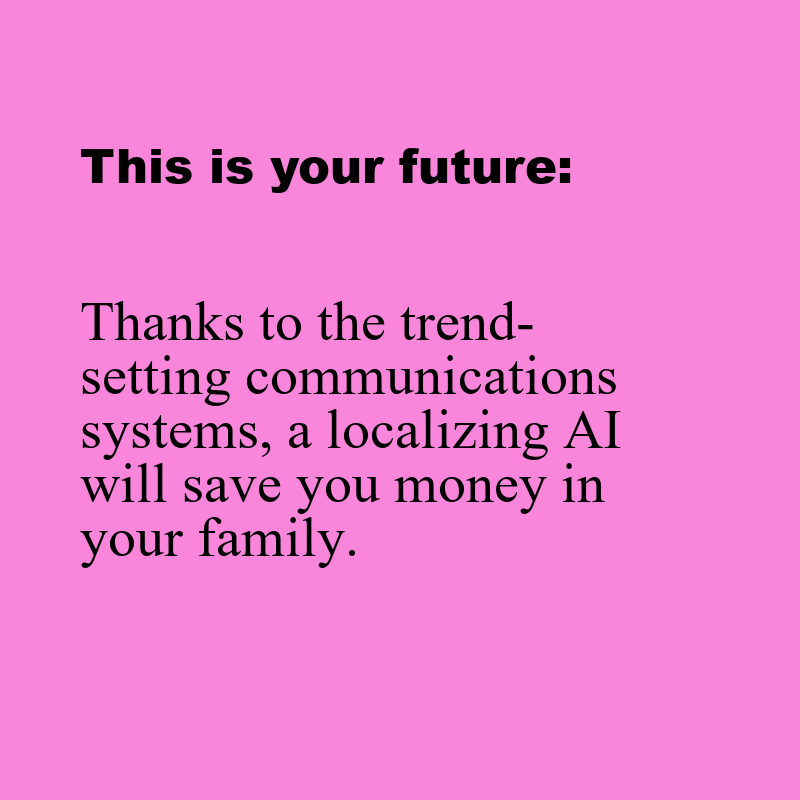 This is your future:
Thanks to the trend-
setting communications
systems, a localizing AI
will save you money in
your family.